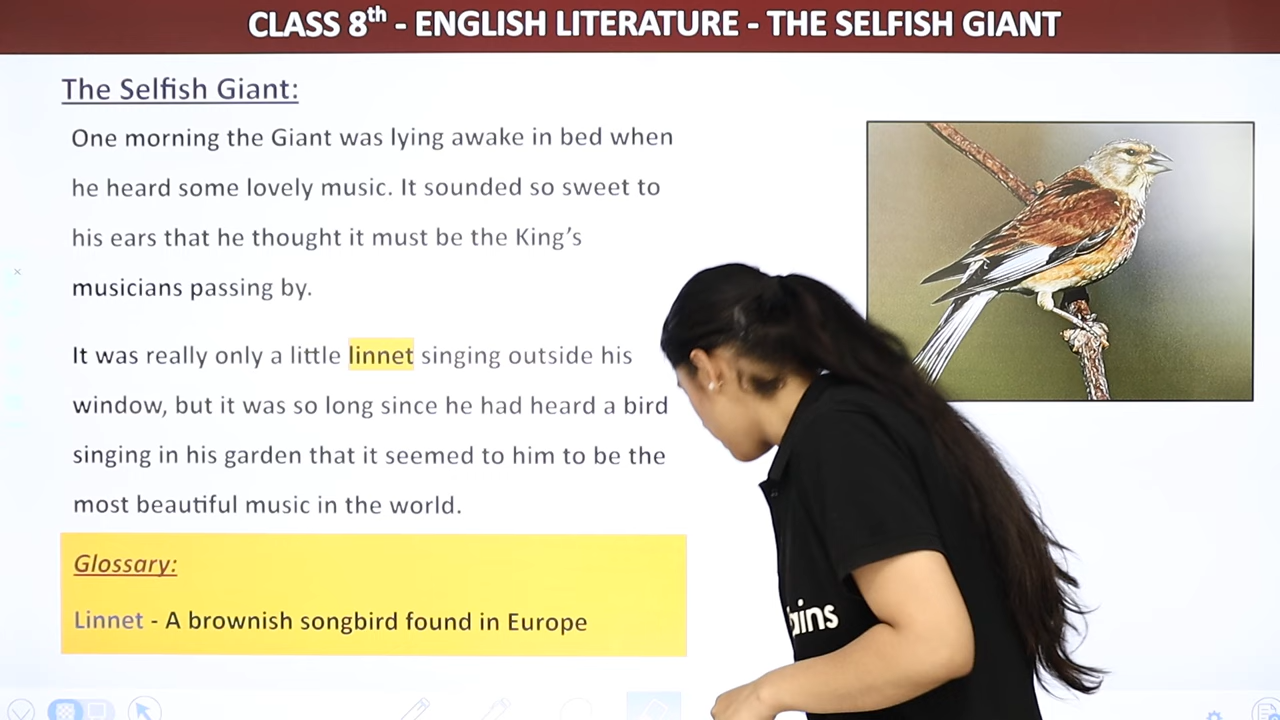 CLASS 8th - ENGLISH LITERATURE - THE SELFISH GIANT
The Selfish Giant:
One morning the Giant was lying awake in bed when
he heard some lovely music. It sounded so sweet to
his ears that he thought it must be the King’s
musicians passing by.
It was really only a little linnet singing outside his
window, but it was so long since he had heard a bird
singing in his garden that it seemed to him to be the
most beautiful music in the world.
Glossary:
Linnet - A brownish songbird found in Europe